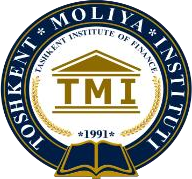 TOSHKENT MOLIYA INSTITUTI
TASHKENT INSTITUTE OF FINANCE
TMI
*1991*